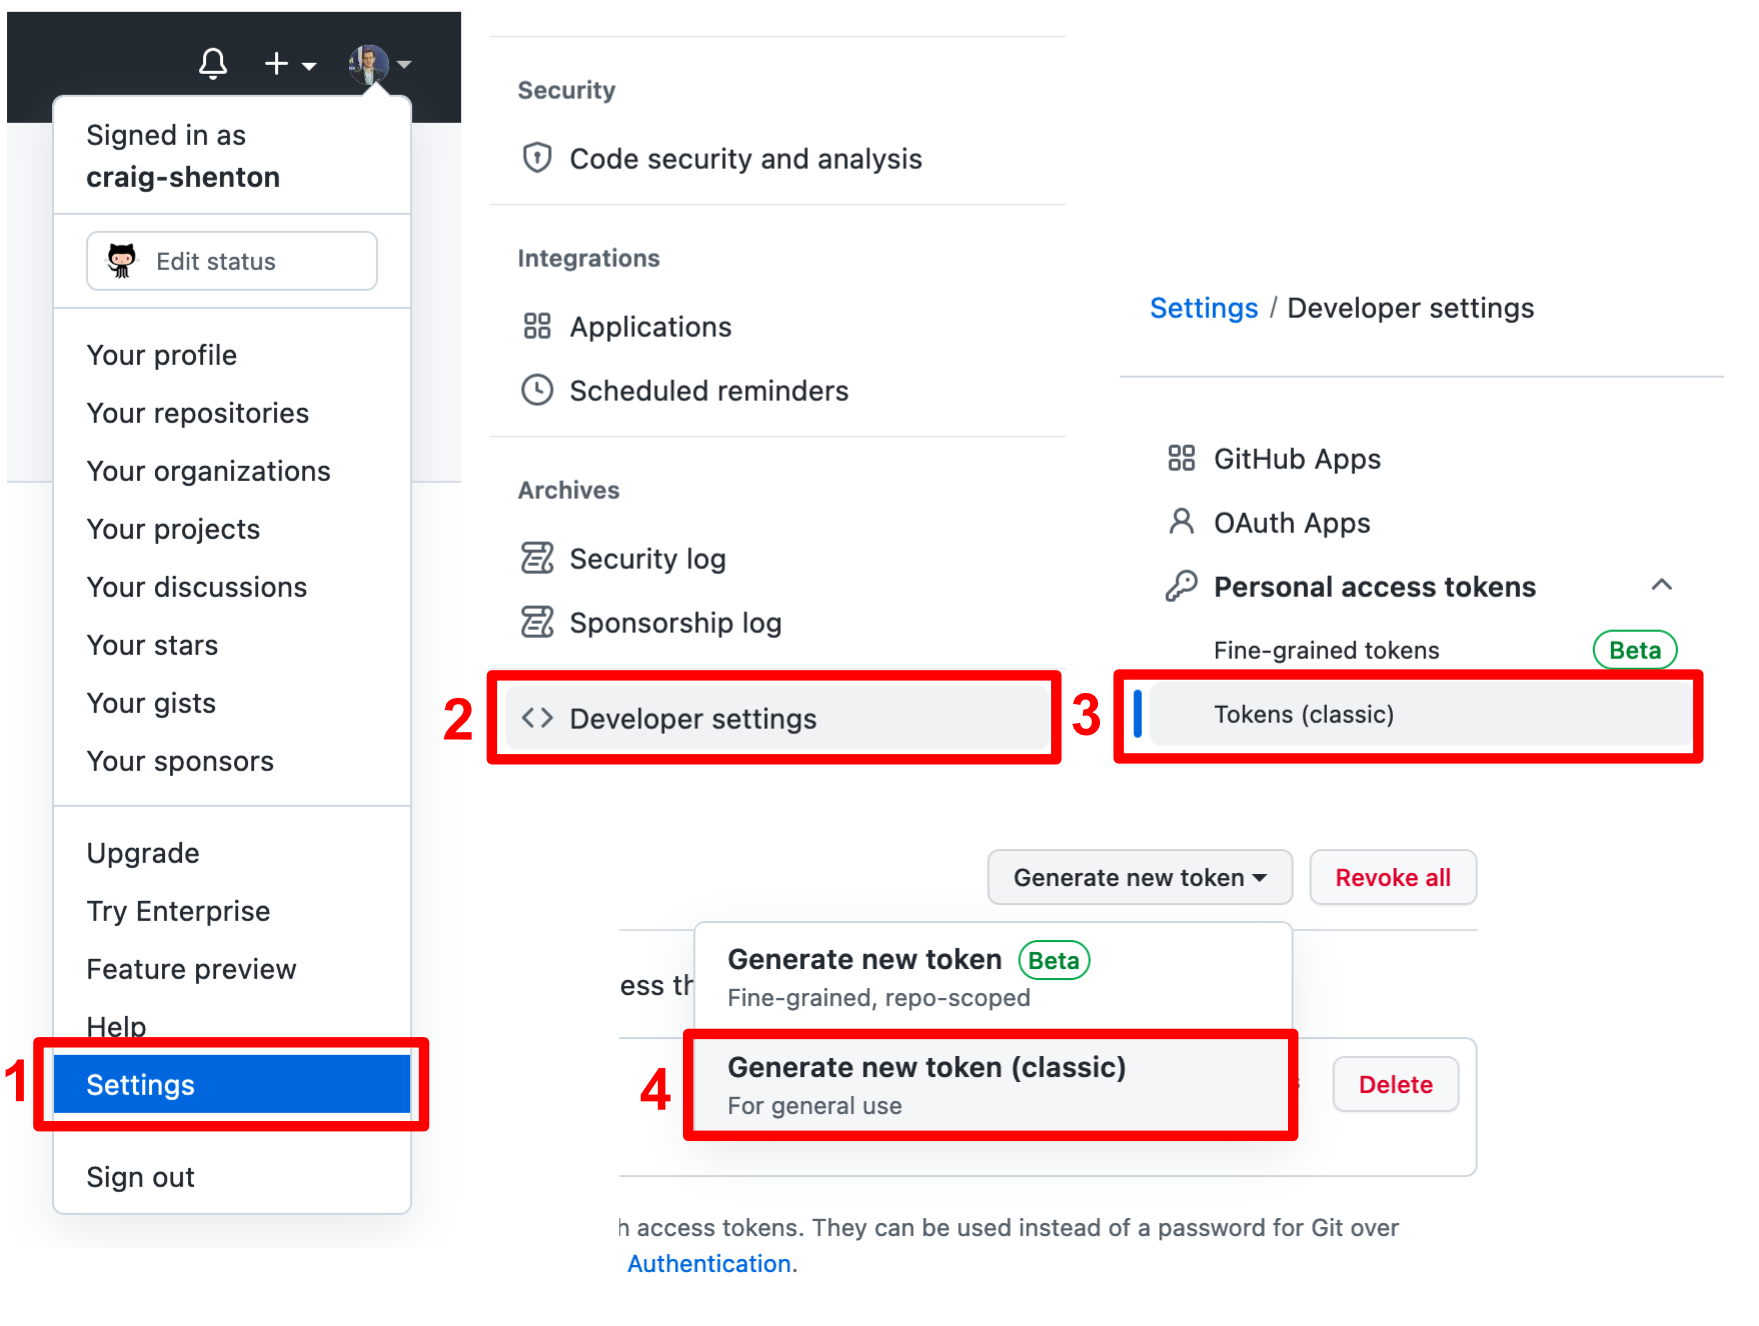 Signed in as
craig-shenton
Edit status
Your profile
Your repositories
Your organizations
Your projects
Your discussions
Your stars
Your gists
Your sponsors
Upgrade
Try Enterprise
Feature preview
Help
1
Settings
Sign out
Security
Code security and analysis
Integrations
Applications
Scheduled reminders
Archives
Security log
Sponsorship log
2
Developer settings
Settings / Developer settings
GitHub Apps
OAuth Apps
Personal access tokens
Fine-grained tokens Beta
3
Tokens (classic)
Generate new token Revoke all
Generate new token Beta
ess th
Fine-grained, repo-scoped
4
Generate new token (classic)
For general use
Delete
h access tokens. They can be used instead of a password for Git over
Authentication.